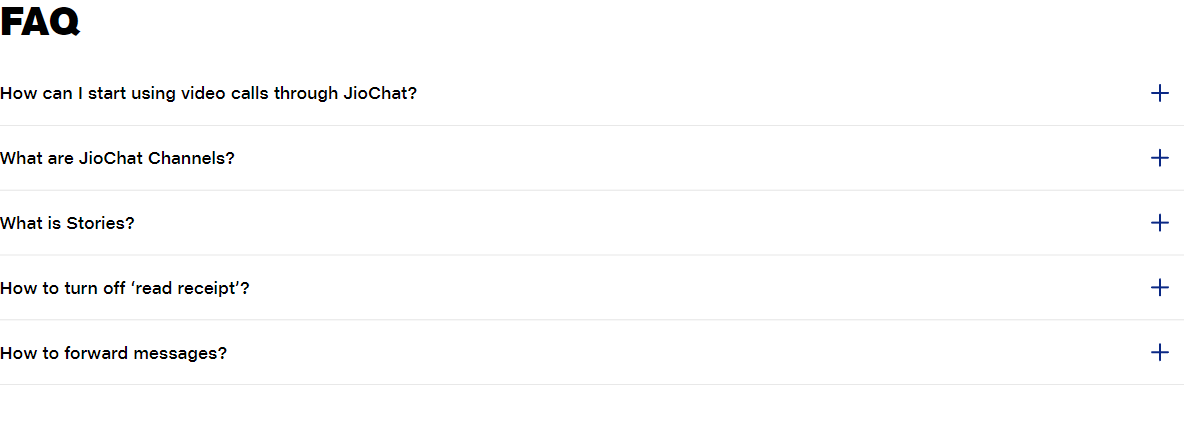 FAQ
How can I start using video calls through JioChat?
What are JioChat Channels?
What is Stories?
How to turn off ‘read receipt’?
How to forward messages?